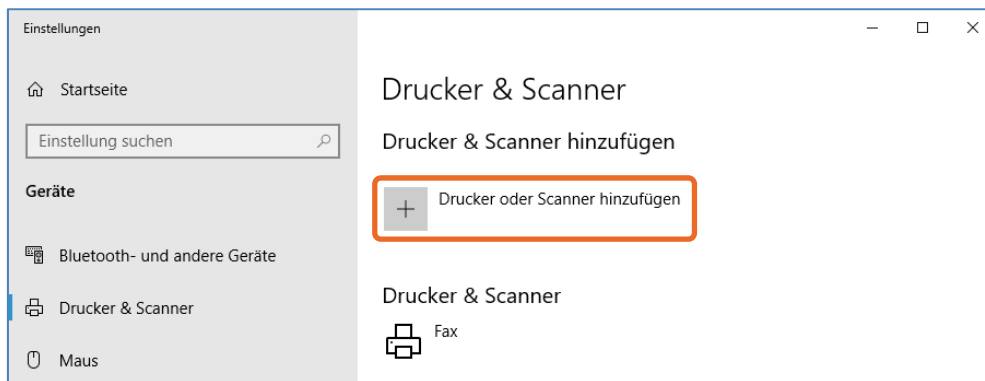 Einstellungen
Startseite
Einstellung suchen
Geräte
Bluetooth- und andere Geräte
Drucker & Scanner
Maus
Drucker & Scanner
Drucker & Scanner hinzufügen
Drucker oder Scanner hinzufügen
Drucker & Scanner
Fax